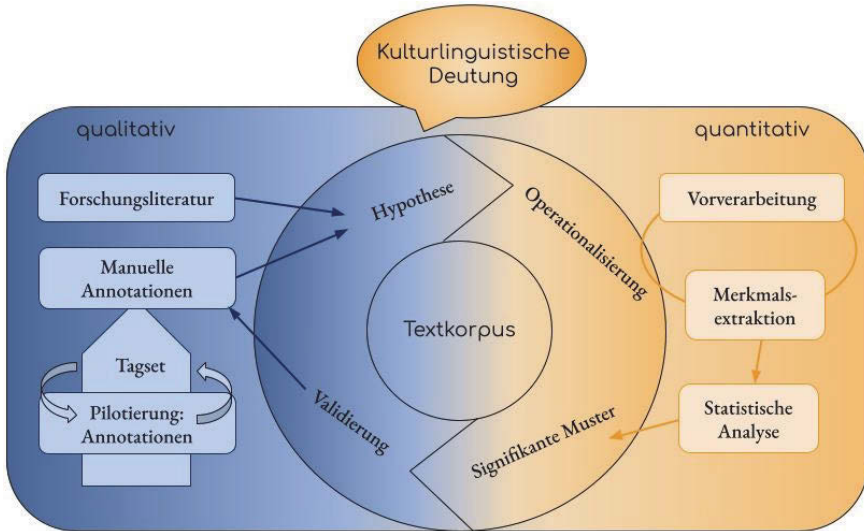 Kulturlinguistische
Deutung
qualitativ
quantitativ
Forschungsliteratur
Manuelle
Annotationen
Tagset
Pilotierung:
Annotationen
Hypothese
Operationalisierung
Textkorpus
Validierung
Signifikante Muster
Vorverarbeitung
Merkmals-
extraktion
Statistische
Analyse